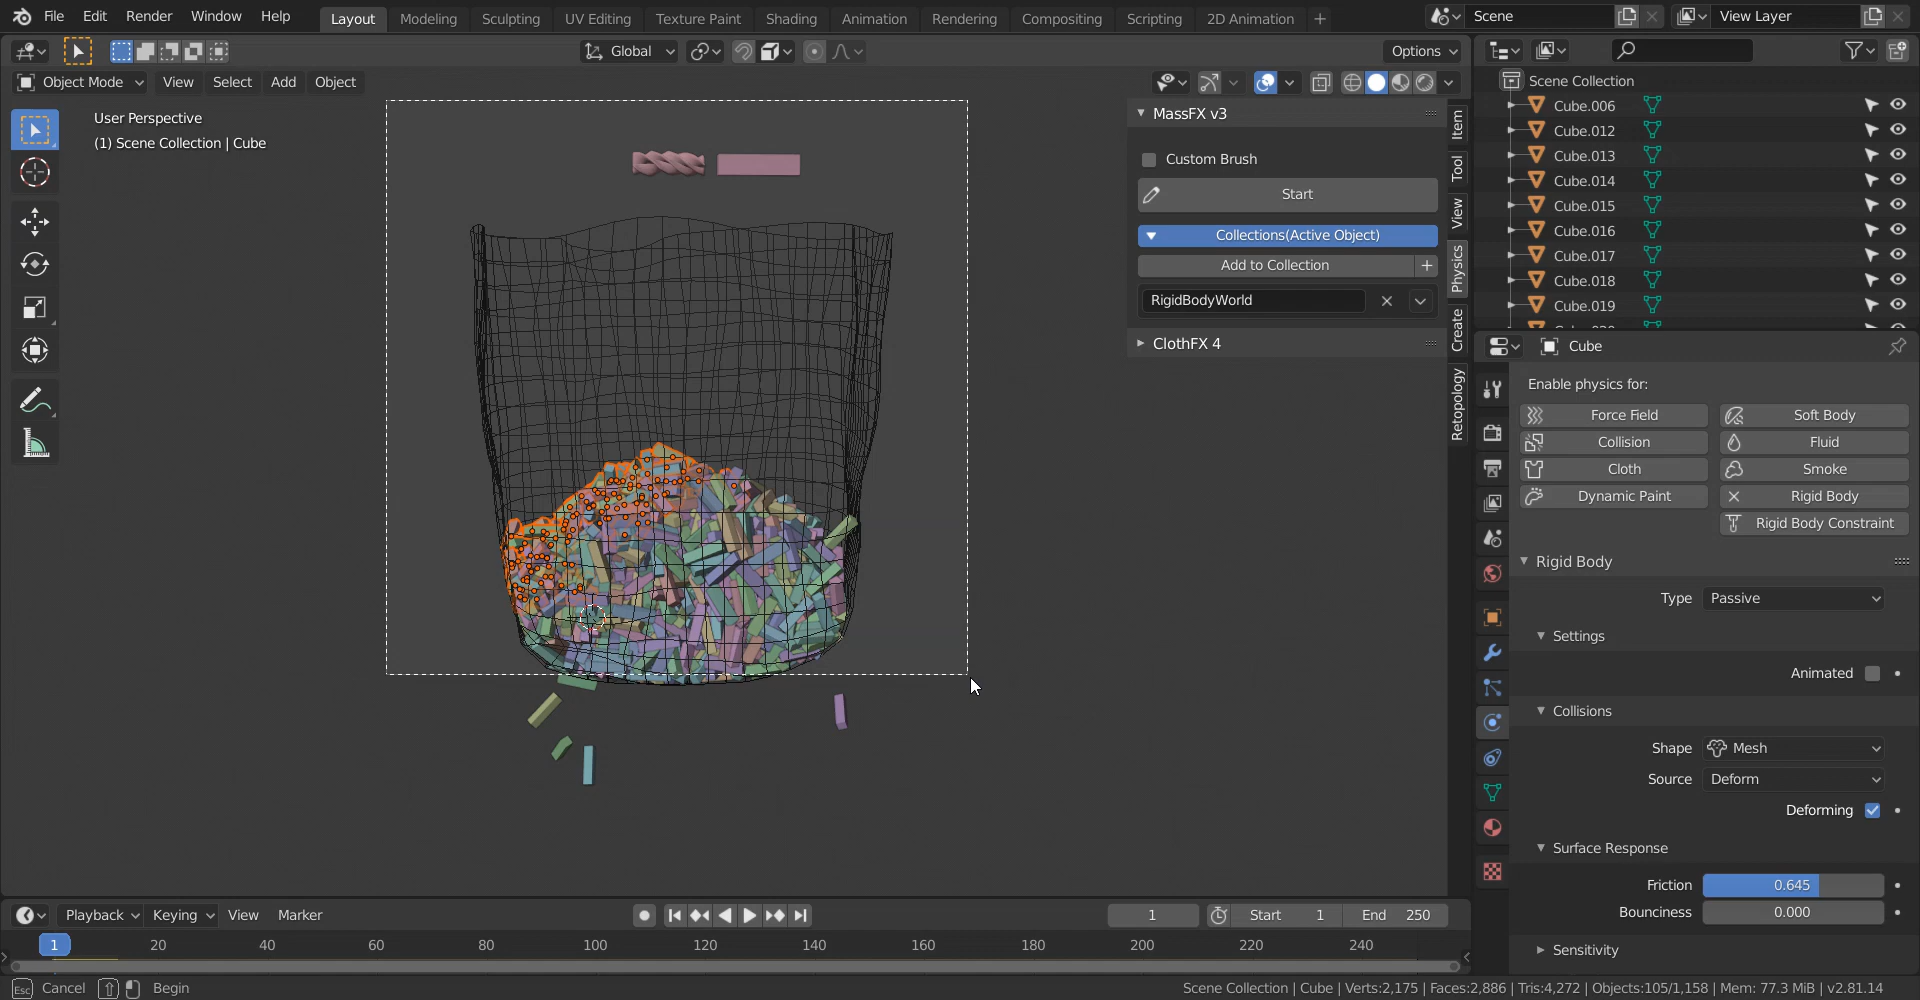 File Edit Render Window Help Layout Modeling Sculpting UV Editing Texture Paint Shading Animation Rendering Compositing Scripting 2D Animation + Scene View Layer
Global Options
Object Mode View Select Add Object
User Perspective
(1) Scene Collection | Cube
MassFX v3
Custom Brush
Start
Collections(Active Object)
Add to Collection +
RigidBodyWorld
ClothFX 4
Item
Tool
View
Physics
Create
Retopology
Scene Collection
Cube.006
Cube.012
Cube.013
Cube.014
Cube.015
Cube.016
Cube.017
Cube.018
Cube.019
Cube
Enable physics for:
Force Field Soft Body
Collision Fluid
Cloth Smoke
Dynamic Paint Rigid Body
Rigid Body Constraint
Rigid Body
Type Passive
Settings
Animated
Collisions
Shape Mesh
Source Deform
Deforming
Surface Response
Friction 0.645
Bounciness 0.000
Sensitivity
Playback Keying View Marker 1 Start 1 End 250
1 20 40 60 80 100 120 140 160 180 200 220 240
Esc Cancel Begin Scene Collection | Cube | Verts:2,175 | Faces:2,886 | Tris:4,272 | Objects:105/1,158 | Mem: 77.3 MiB | v2.81.14